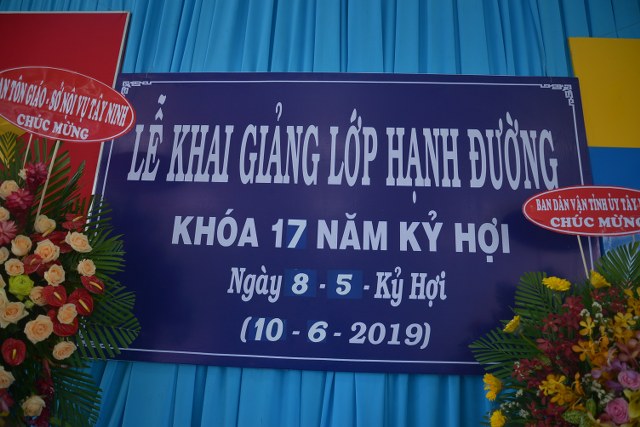 AN TÔN GIÁO - SỞ NỘI VỤ TÂY NINH
CHÚC MỪNG
LỄ KHAI GIẢNG LỚP HẠNH ĐƯỜNG
KHÓA 17 NĂM KỶ HỢI
Ngày 8 - 5 - Kỷ Hợi
(10 - 6 - 2019)
BAN DÂN VẬN TỈNH ỦY TÂY
CHÚC MỪNG